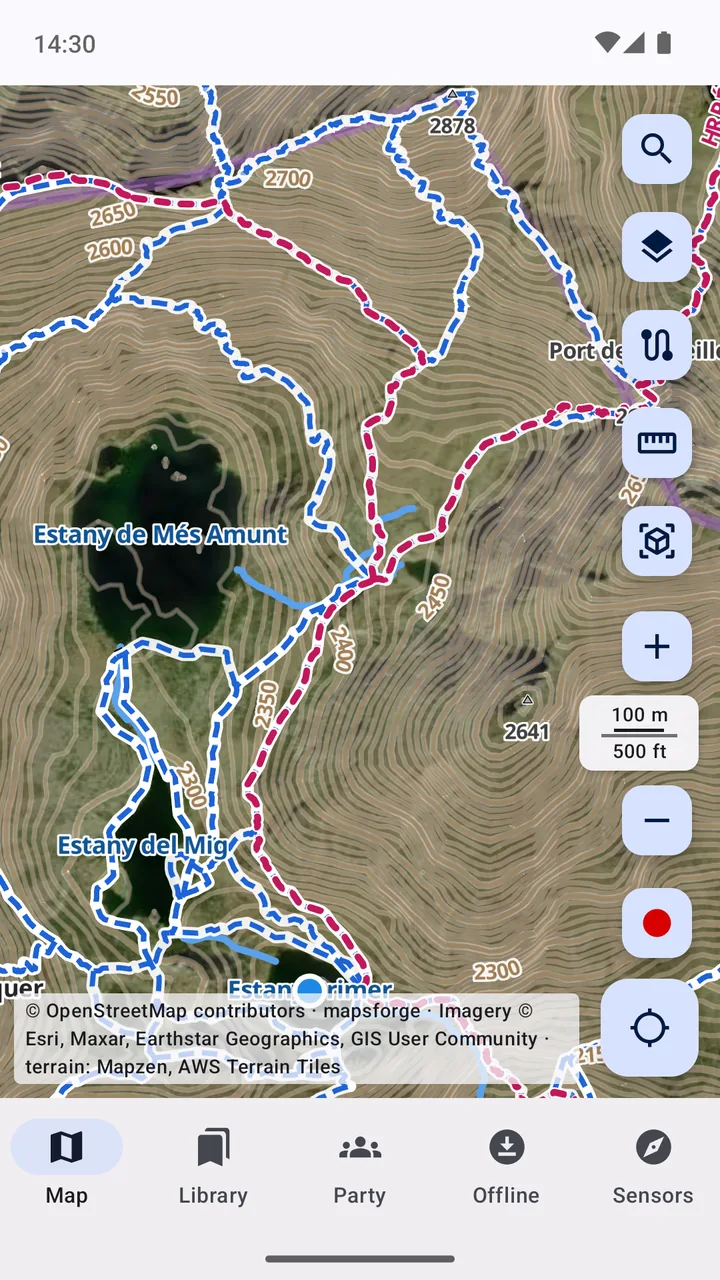 14:30
2550
2878
2700
2650
2600
Port de
2450
Estany de Més Amunt
2400
2350
2641
100 m
500 ft
2300
Estany del Mig
2300
© OpenStreetMap contributors · mapsforge · Imagery ©
Esri, Maxar, Earthstar Geographics, GIS User Community ·
terrain: Mapzen, AWS Terrain Tiles
Map
Library
Party
Offline
Sensors